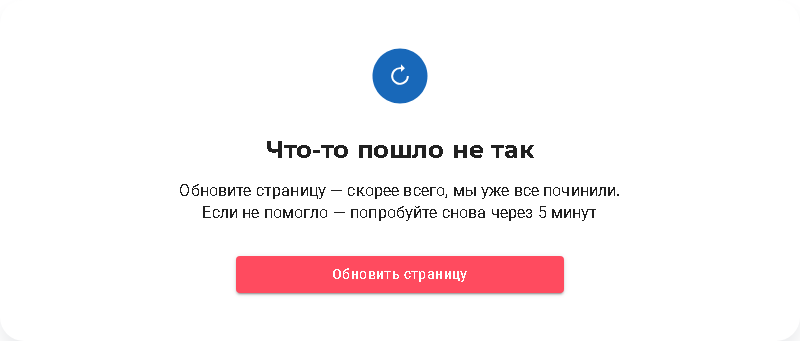 Что-то пошло не так
Обновите страницу — скорее всего, мы уже все починили.
Если не помогло — попробуйте снова через 5 минут
Обновить страницу